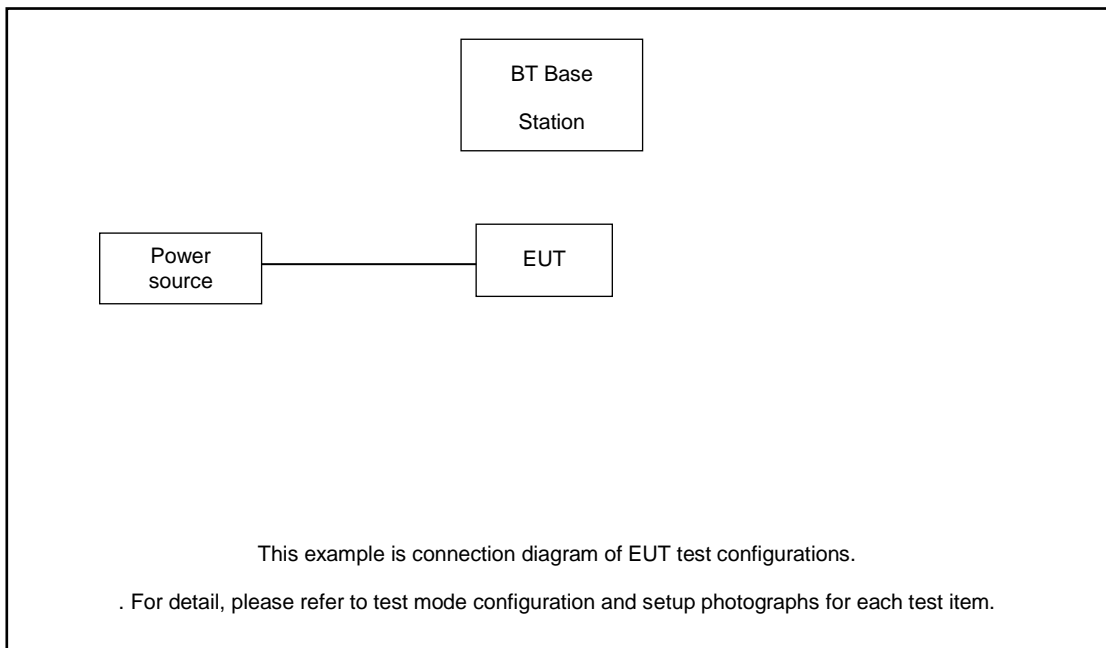 BT Base
Station
Power
source
EUT
This example is connection diagram of EUT test configurations.
. For detail, please refer to test mode configuration and setup photographs for each test item.